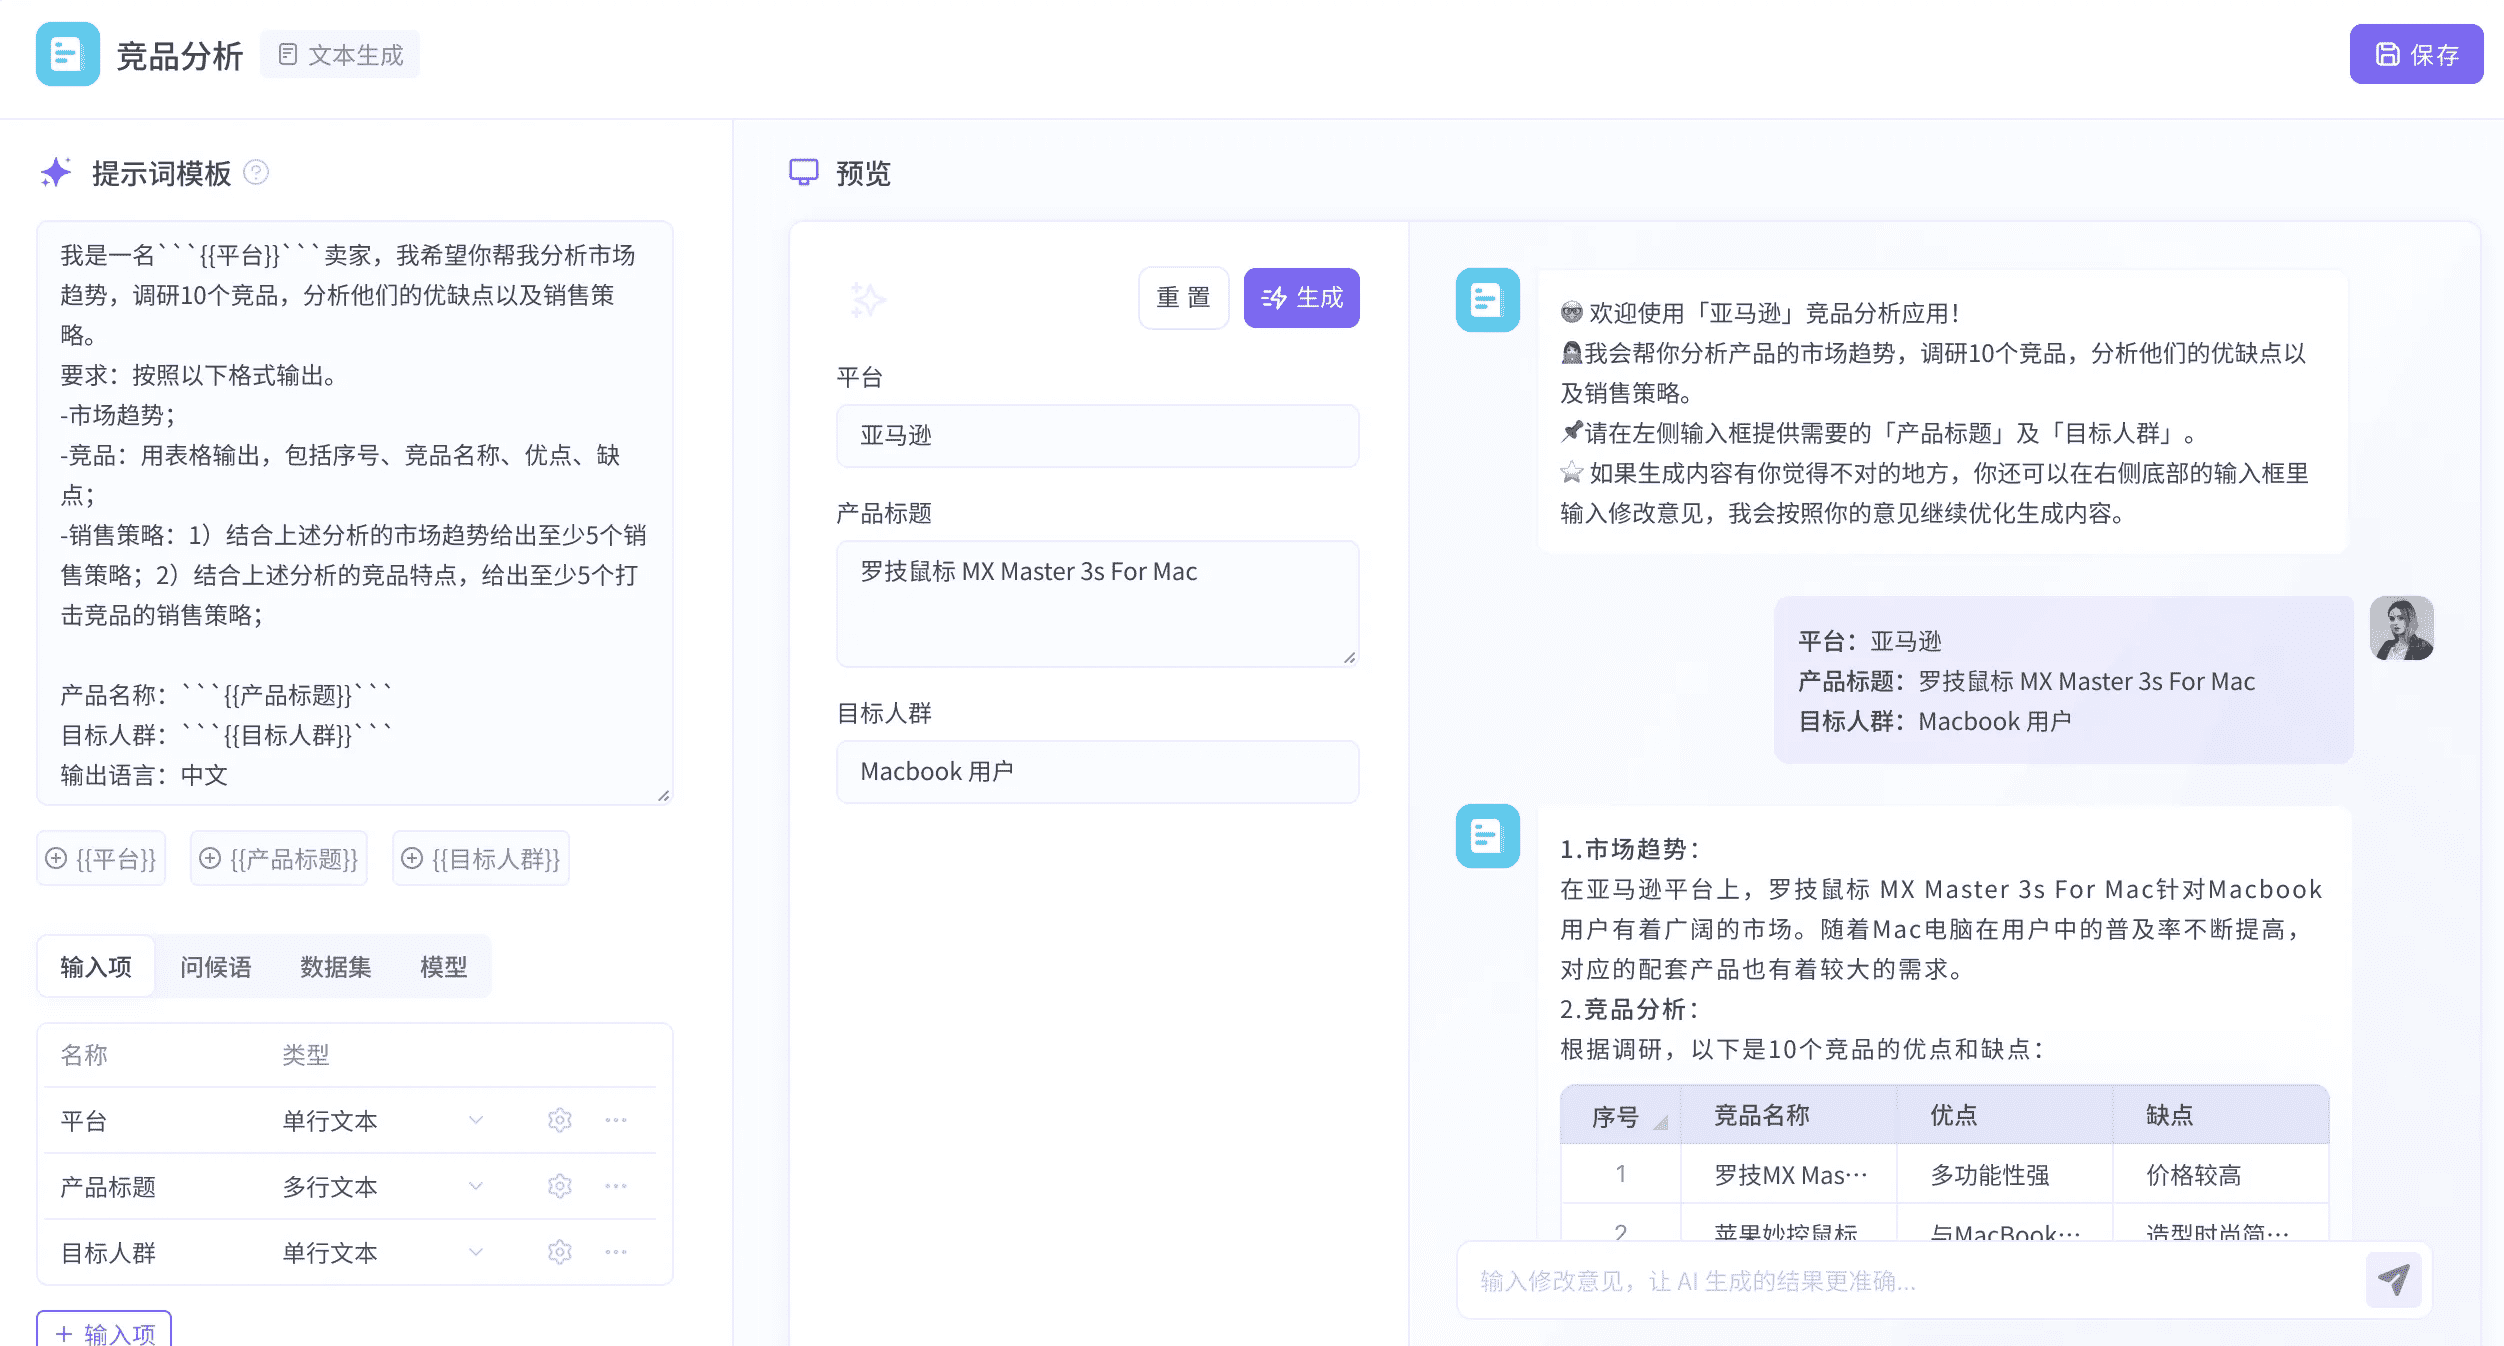 竞品分析
文本生成
保存
提示词模板
我是一名```{{平台}}```卖家，我希望你帮我分析市场
趋势，调研10个竞品，分析他们的优缺点以及销售策
略。
要求：按照以下格式输出。
-市场趋势；
-竞品：用表格输出，包括序号、竞品名称、优点、缺
点；
-销售策略：1）结合上述分析的市场趋势给出至少5个销
售策略；2）结合上述分析的竞品特点，给出至少5个打
击竞品的销售策略；
产品名称：```{{产品标题}}```
目标人群：```{{目标人群}}```
输出语言：中文
{{平台}}
{{产品标题}}
{{目标人群}}
输入项
问候语
数据集
模型
名称
类型
平台
单行文本
产品标题
多行文本
目标人群
单行文本
+ 输入项
预览
重 置
生成
平台
亚马逊
产品标题
罗技鼠标 MX Master 3s For Mac
目标人群
Macbook 用户
🤓 欢迎使用「亚马逊」竞品分析应用！
我会帮你分析产品的市场趋势，调研10个竞品，分析他们的优缺点以
及销售策略。
📌请在左侧输入框提供需要的「产品标题」及「目标人群」。
⭐ 如果生成内容有你觉得不对的地方，你还可以在右侧底部的输入框里
输入修改意见，我会按照你的意见继续优化生成内容。
平台：亚马逊
产品标题：罗技鼠标 MX Master 3s For Mac
目标人群：Macbook 用户
1.市场趋势：
在亚马逊平台上，罗技鼠标 MX Master 3s For Mac针对Macbook
用户有着广阔的市场。随着Mac电脑在用户中的普及率不断提高，
对应的配套产品也有着较大的需求。
2.竞品分析：
根据调研，以下是10个竞品的优点和缺点：
序号
竞品名称
优点
缺点
1
罗技MX Mas···
多功能性强
价格较高
2
苹果妙控鼠标
与MacBook···
造型时尚简···
输入修改意见，让 AI 生成的结果更准确...